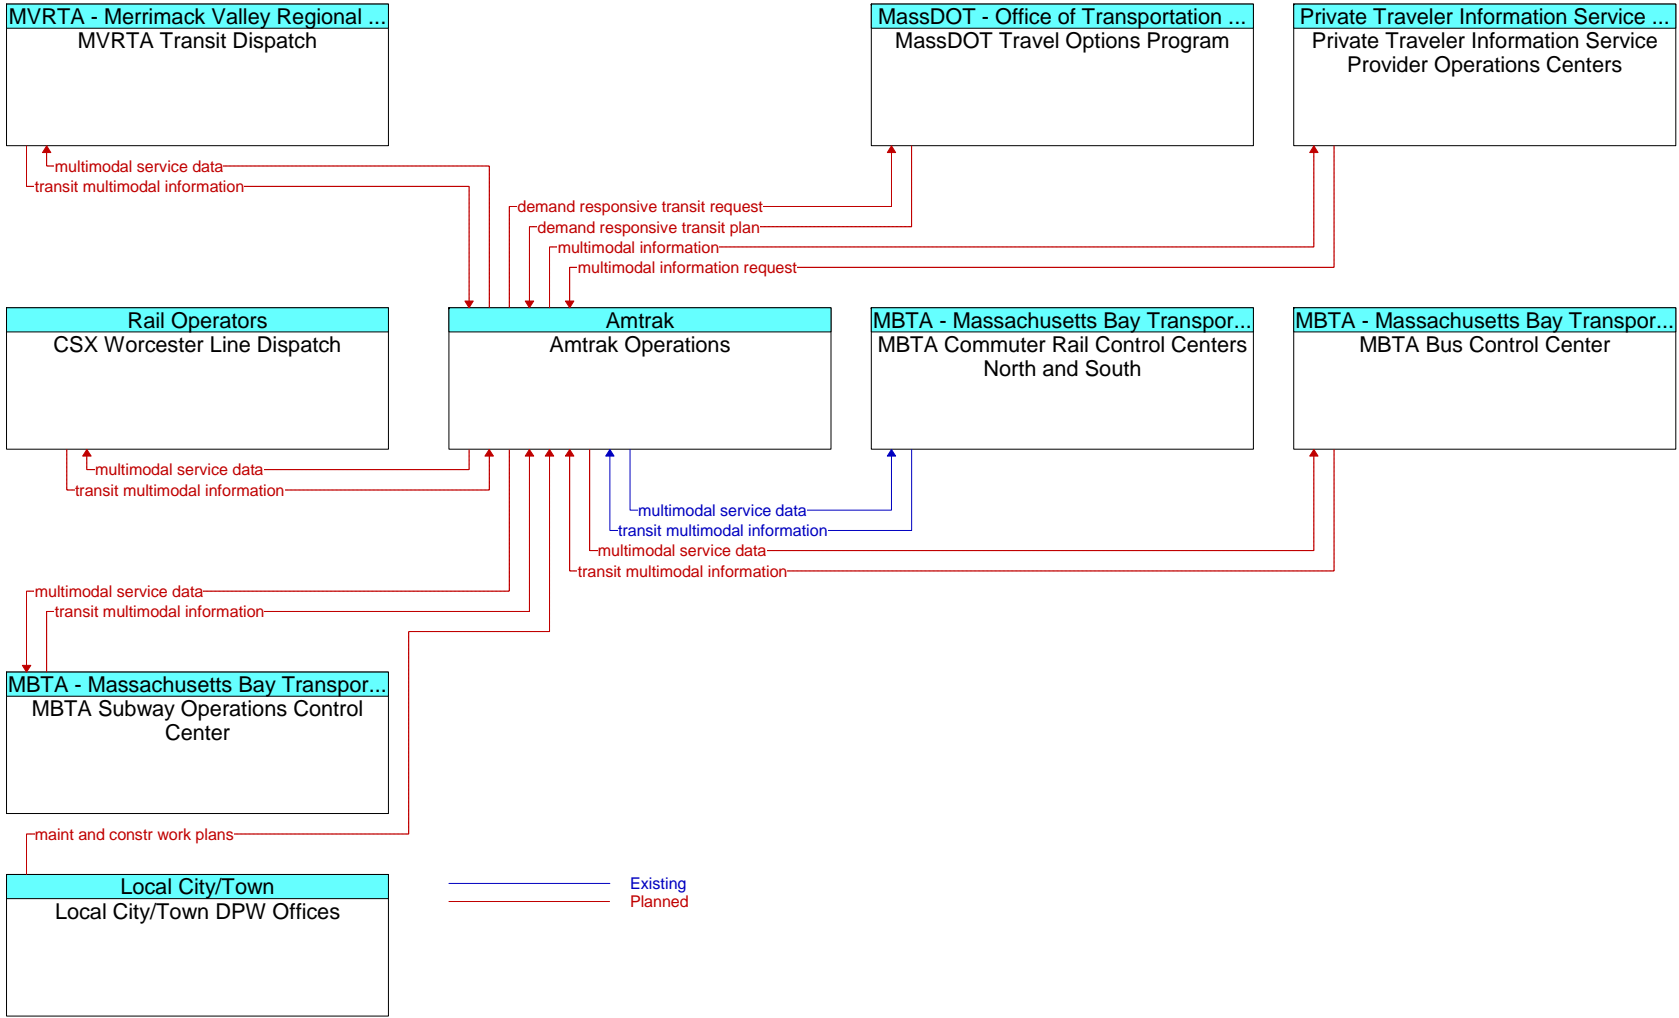 MVRTA - Merrimack Valley Regional ...
MVRTA Transit Dispatch
MassDOT - Office of Transportation ...
MassDOT Travel Options Program
Private Traveler Information Service ...
Private Traveler Information Service
Provider Operations Centers
multimodal service data
transit multimodal information
demand responsive transit request
demand responsive transit plan
multimodal information
multimodal information request
Rail Operators
CSX Worcester Line Dispatch
Amtrak
Amtrak Operations
MBTA - Massachusetts Bay Transpor...
MBTA Commuter Rail Control Centers
North and South
MBTA - Massachusetts Bay Transpor...
MBTA Bus Control Center
multimodal service data
transit multimodal information
multimodal service data
transit multimodal information
multimodal service data
transit multimodal information
multimodal service data
transit multimodal information
MBTA - Massachusetts Bay Transpor...
MBTA Subway Operations Control
Center
maint and constr work plans
Local City/Town
Local City/Town DPW Offices
Existing
Planned